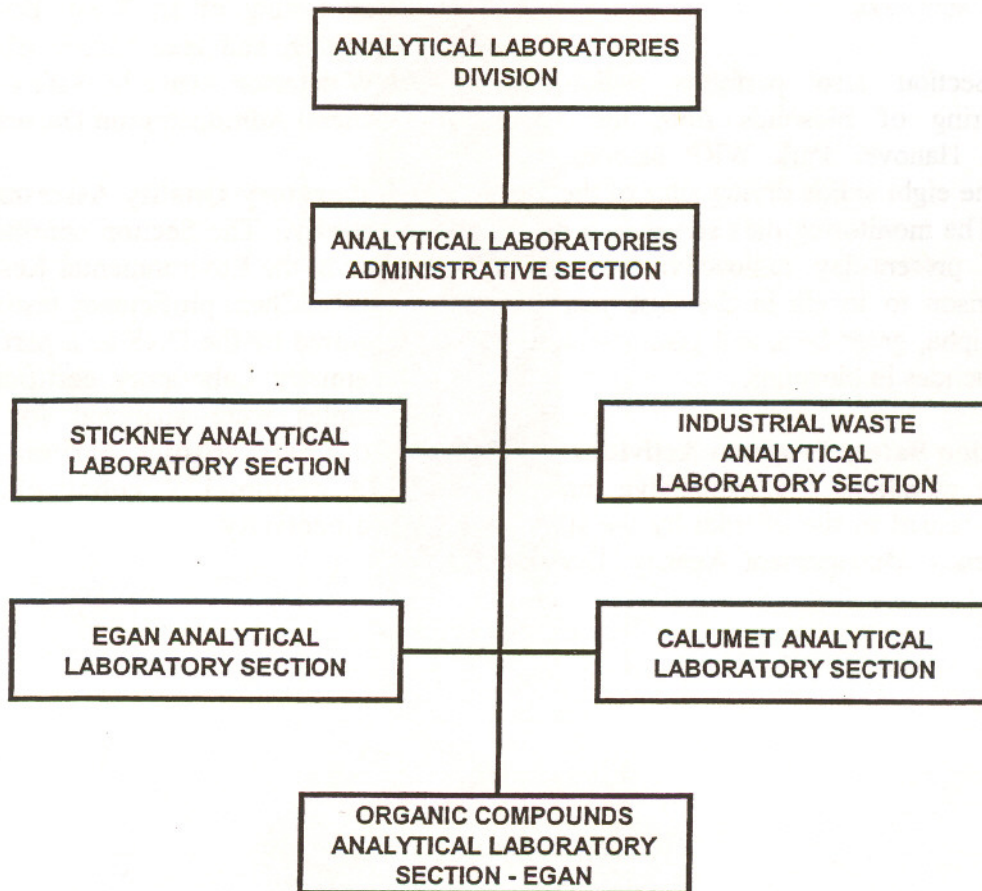 ANALYTICAL LABORATORIES
DIVISION
ANALYTICAL LABORATORIES
ADMINISTRATIVE SECTION
STICKNEY ANALYTICAL
LABORATORY SECTION
INDUSTRIAL WASTE
ANALYTICAL
LABORATORY SECTION
EGAN ANALYTICAL
LABORATORY SECTION
CALUMET ANALYTICAL
LABORATORY SECTION
ORGANIC COMPOUNDS
ANALYTICAL LABORATORY
SECTION - EGAN